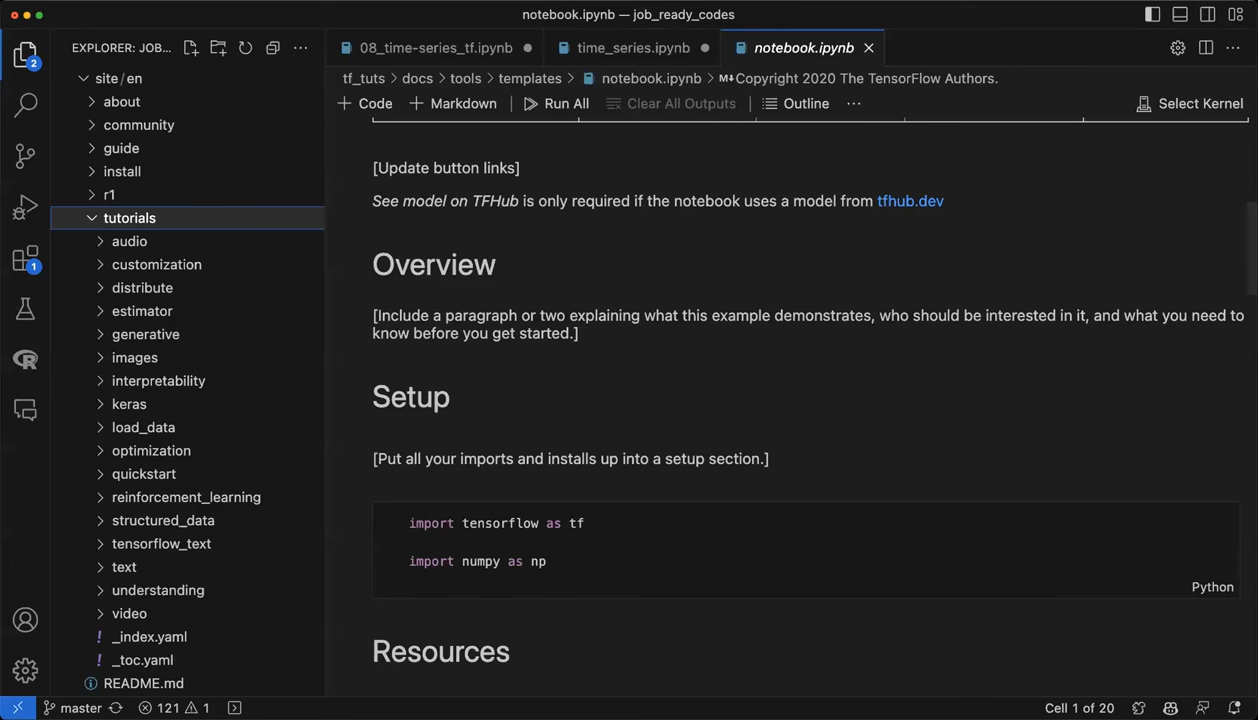 notebook.ipynb — job_ready_codes
EXPLORER: JOB...
08_time-series_tf.ipynb
time_series.ipynb
notebook.ipynb
2
site / en
about
community
guide
install
r1
tutorials
audio
customization
distribute
estimator
generative
images
interpretability
keras
load_data
optimization
quickstart
reinforcement_learning
structured_data
tensorflow_text
text
understanding
video
! _index.yaml
! _toc.yaml
README.md
1
tf_tuts > docs > tools > templates > notebook.ipynb > M↓Copyright 2020 The TensorFlow Authors.
+ Code + Markdown Run All Clear All Outputs Outline ... Select Kernel
[Update button links]
See model on TFHub is only required if the notebook uses a model from tfhub.dev
Overview
[Include a paragraph or two explaining what this example demonstrates, who should be interested in it, and what you need to
know before you get started.]
Setup
[Put all your imports and installs up into a setup section.]
import tensorflow as tf
import numpy as np
Python
Resources
master 121 1 Cell 1 of 20